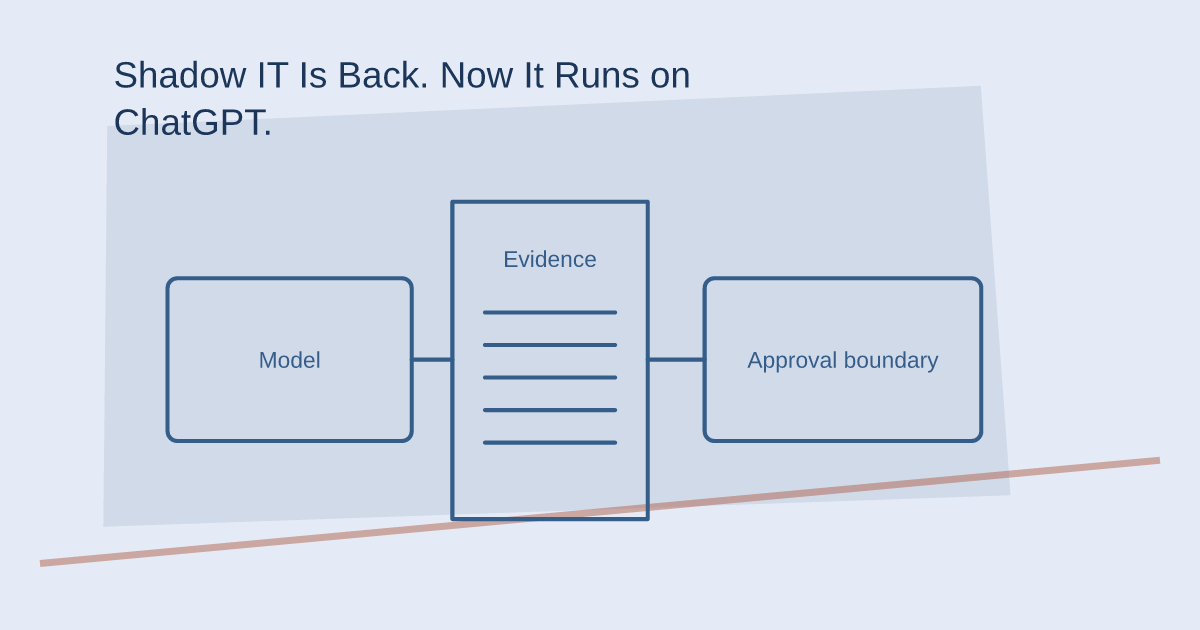 Shadow IT Is Back. Now It Runs on
ChatGPT.
Evidence
Model
Approval boundary